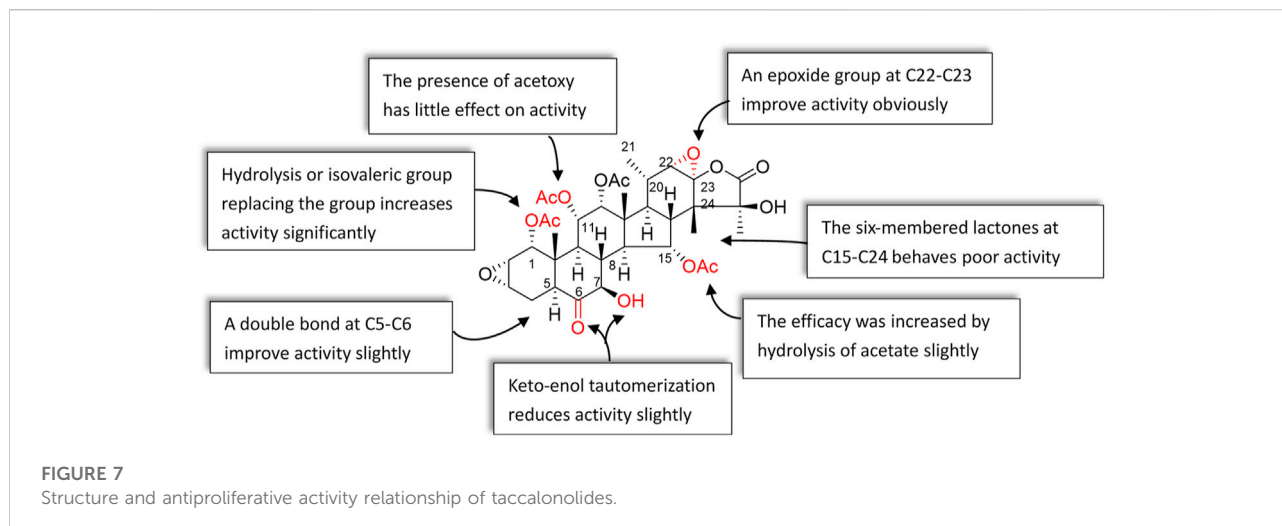 The presence of acetoxy
has little effect on activity
An epoxide group at C22-C23
improve activity obviously
Hydrolysis or isovaleric group
replacing the group increases
activity significantly
The six-membered lactones at
C15-C24 behaves poor activity
A double bond at C5-C6
improve activity slightly
The efficacy was increased by
hydrolysis of acetate slightly
Keto-enol tautomerization
reduces activity slightly
21
22
O
O
O
OAc
20
23
AcO
H
24
OH
OAc
11
H
H
H
1
8
15
OAc
O
H
5
7
6
OH
H
O
FIGURE 7
Structure and antiproliferative activity relationship of taccalonolides.